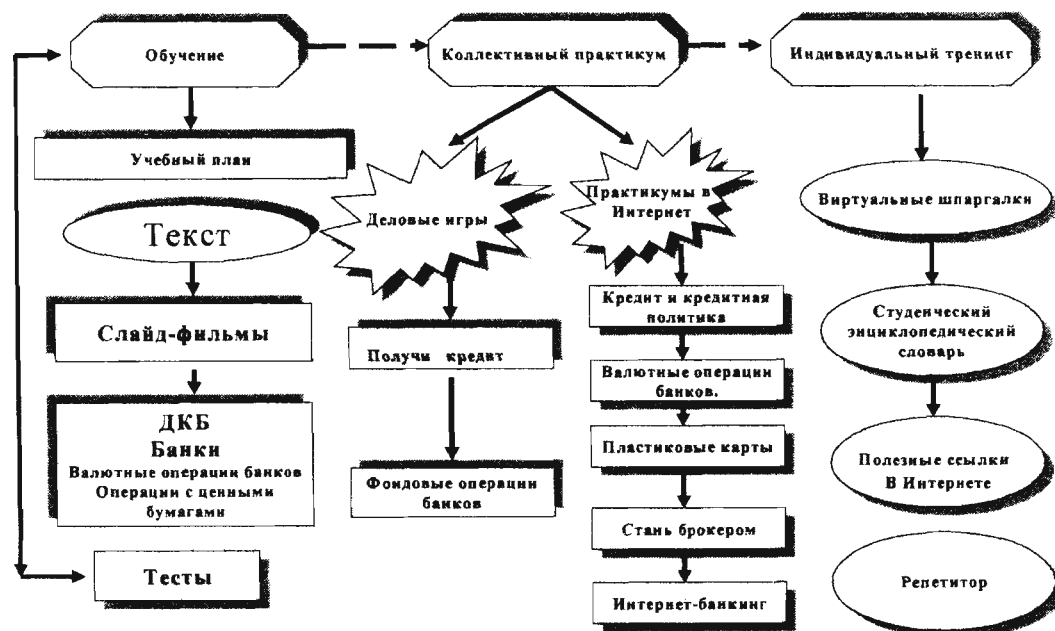 Обучение
Коллективный практикум
Индивидуальный тренинг
Учебный план
Текст
Слайд-фильмы
ДКБ
Банки
Валютные операции банков
Операции с ценными
бумагами
Тесты
Деловые игры
Получи кредит
Фондовые операции
банков
Практикумы в
Интернет
Кредит и кредитная
политика
Валютные операции
банков.
Пластиковые карты
Стань брокером
Интернет-банкинг
Виртуальные шпаргалки
Студенческий
энциклопедический
словарь
Полезные ссылки
В Интернете
Репетитор